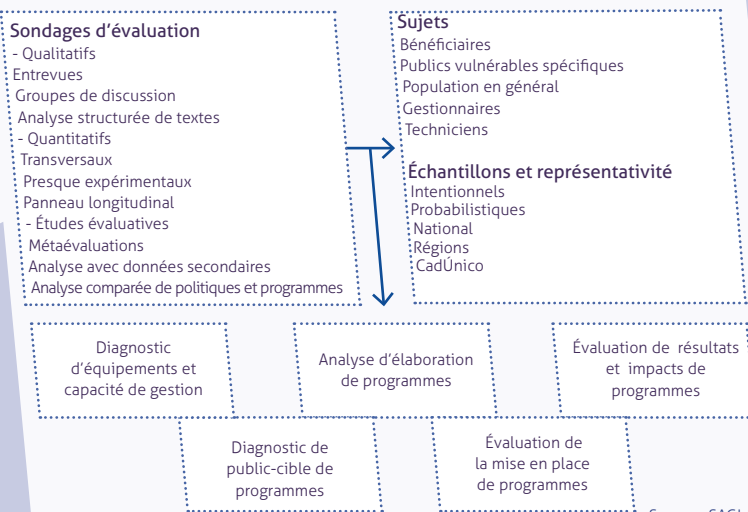 Sondages d'évaluation
- Qualitatifs
Entrevues
Groupes de discussion
Analyse structurée de textes
- Quantitatifs
Transversaux
Presque expérimentaux
Panneau longitudinal
- Études évaluatives
Métaévaluations
Analyse avec données secondaires
Analyse comparée de politiques et programmes
Sujets
Bénéficiaires
Publics vulnérables spécifiques
Population en général
Gestionnaires
Techniciens
Échantillons et représentativité
Intentionnels
Probabilistiques
National
Régions
CadÚnico
Diagnostic
d'équipements et
capacité de gestion
Analyse d'élaboration
de programmes
Évaluation de résultats
et impacts de
programmes
Diagnostic de
public-cible de
programmes
Évaluation de
la mise en place
de programmes